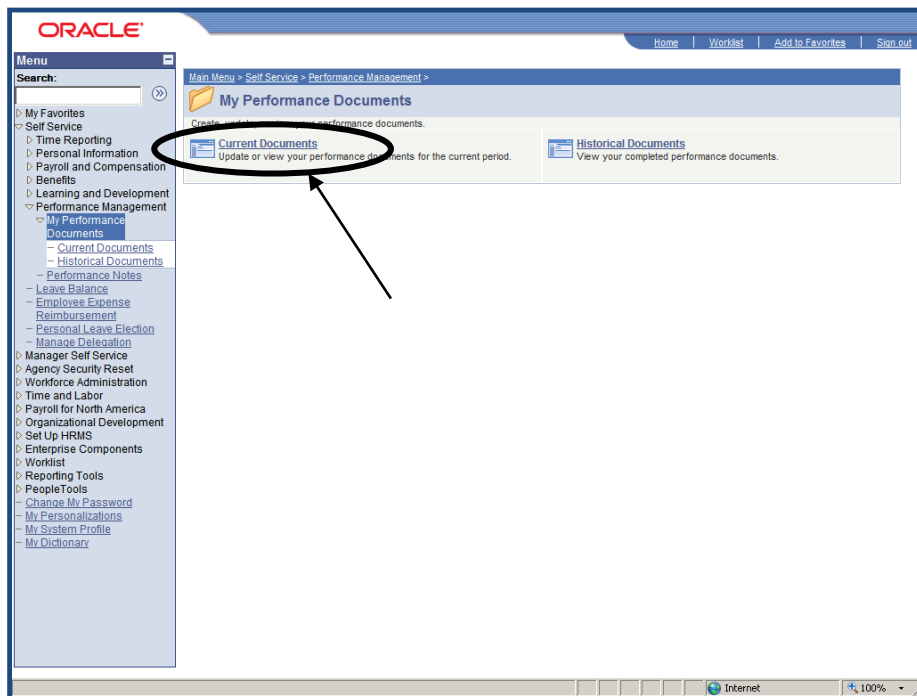 ORACLE
Home | Worklist | Add to Favorites | Sign out
Menu
Search:
My Favorites
Self Service
Time Reporting
Personal Information
Payroll and Compensation
Benefits
Learning and Development
Performance Management
My Performance
Documents
Current Documents
Historical Documents
Performance Notes
Leave Balance
Employee Expense
Reimbursement
Personal Leave Election
Manage Delegation
Manager Self Service
Agency Security Reset
Workforce Administration
Time and Labor
Payroll for North America
Organizational Development
Set Up HRMS
Enterprise Components
Worklist
Reporting Tools
PeopleTools
Change My Password
My Personalizations
My System Profile
My Dictionary
Main Menu > Self Service > Performance Management >
My Performance Documents
Create, performance documents.
Current Documents
Update or view your performance documents for the current period.
Historical Documents
View your completed performance documents.
Internet
100%